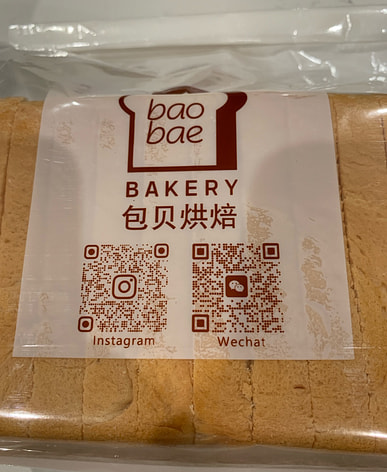 bao
bae
BAKERY
包贝烘焙
Instagram Wechat